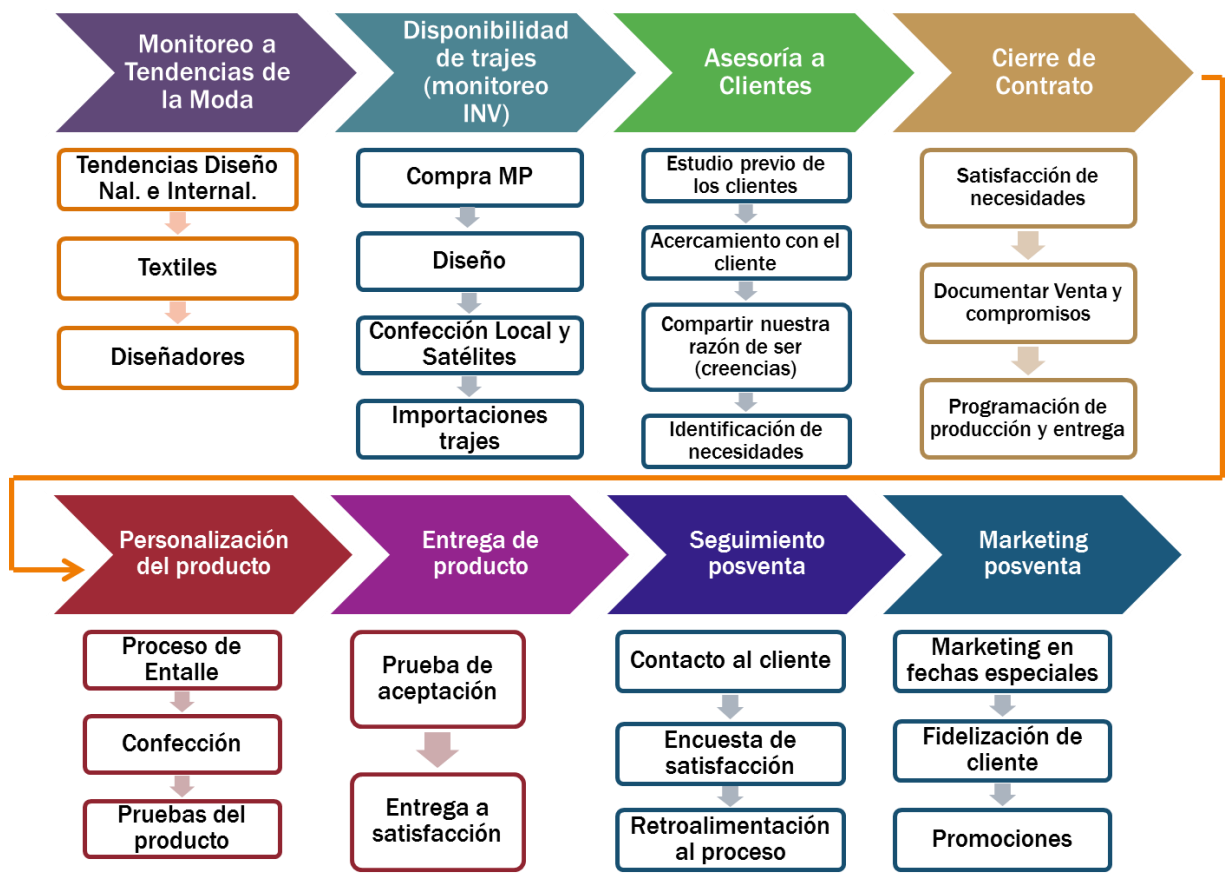 Monitoreo a
Tendencias de
la Moda
Disponibilidad
de trajes
(monitoreo
INV)
Asesoría a
Clientes
Cierre de
Contrato
Tendencias Diseño
Nal. e Internal.
Textiles
Diseñadores
Compra MP
Diseño
Confección Local y
Satélites
Importaciones
trajes
Estudio previo de
los clientes
Acercamiento con el
cliente
Compartir nuestra
razón de ser
(creencias)
Identificación de
necesidades
Satisfacción de
necesidades
Documentar Venta y
compromisos
Programación de
producción y entrega
Personalización
del producto
Entrega de
producto
Seguimiento
posventa
Marketing
posventa
Proceso de
Entalle
Confección
Pruebas del
producto
Prueba de
aceptación
Entrega a
satisfacción
Contacto al cliente
Encuesta de
satisfacción
Retroalimentación
al proceso
Marketing en
fechas especiales
Fidelización de
cliente
Promociones